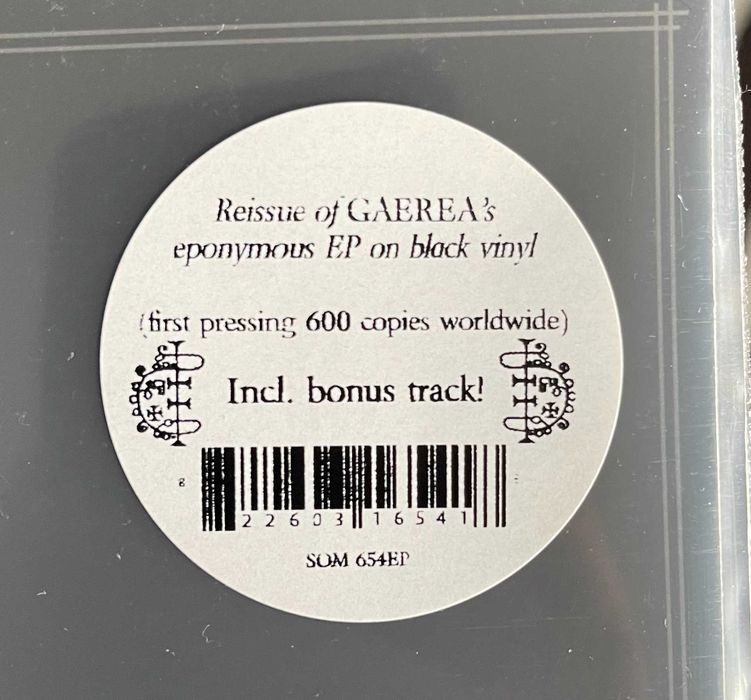 Reissue of GAEREA's
eponymous EP on black vinyl
(first pressing 600 copies worldwide)
Incl. bonus track!
8 22603 16541
SOM 654EP